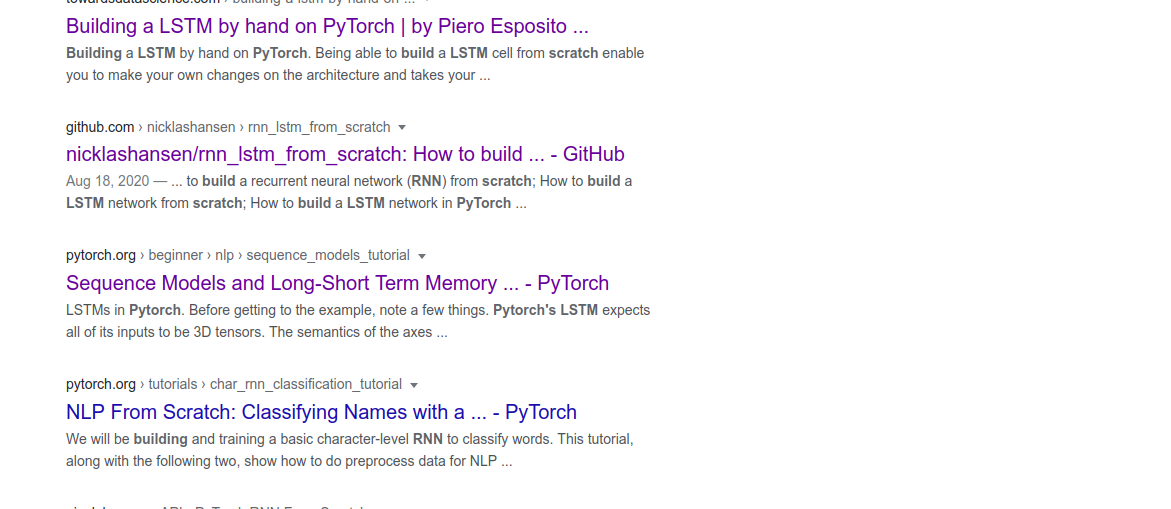 towardsdatascience.com › building-a-lstm-by-hand-on-...
Building a LSTM by hand on PyTorch | by Piero Esposito ...
Building a LSTM by hand on PyTorch. Being able to build a LSTM cell from scratch enable
you to make your own changes on the architecture and takes your ...
github.com › nicklashansen › rnn_lstm_from_scratch
nicklashansen/rnn_lstm_from_scratch: How to build ... - GitHub
Aug 18, 2020 — ... to build a recurrent neural network (RNN) from scratch; How to build a
LSTM network from scratch; How to build a LSTM network in PyTorch ...
pytorch.org › beginner › nlp › sequence_models_tutorial
Sequence Models and Long-Short Term Memory ... - PyTorch
LSTMs in Pytorch. Before getting to the example, note a few things. Pytorch's LSTM expects
all of its inputs to be 3D tensors. The semantics of the axes ...
pytorch.org › tutorials › char_rnn_classification_tutorial
NLP From Scratch: Classifying Names with a ... - PyTorch
We will be building and training a basic character-level RNN to classify words. This tutorial,
along with the following two, show how to do preprocess data for NLP ...